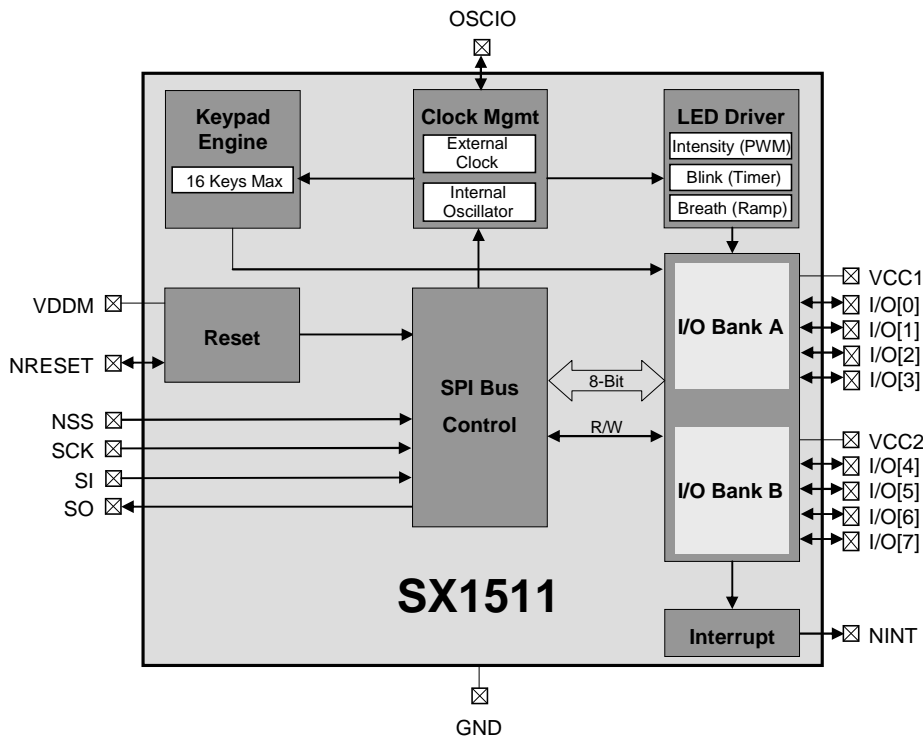 OSCIO
Keypad
Engine
16 Keys Max
Clock Mgmt
External
Clock
Internal
Oscillator
LED Driver
Intensity (PWM)
Blink (Timer)
Breath (Ramp)
VDDM
NRESET
Reset
NSS
SCK
SI
SO
SPI Bus
Control
8-Bit
R/W
I/O Bank A
I/O Bank B
VCC1
I/O[0]
I/O[1]
I/O[2]
I/O[3]
VCC2
I/O[4]
I/O[5]
I/O[6]
I/O[7]
SX1511
Interrupt
NINT
GND